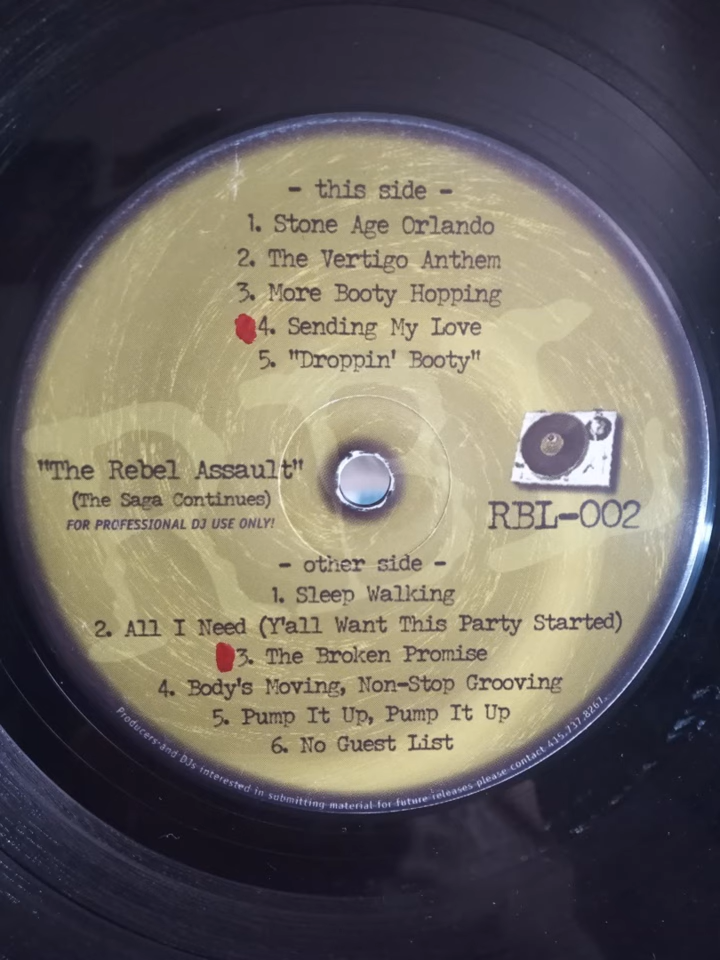 - this side -
1. Stone Age Orlando
2. The Vertigo Anthem
3. More Booty Hopping
4. Sending My Love
5. "Droppin' Booty"
"The Rebel Assault"
(The Saga Continues)
FOR PROFESSIONAL DJ USE ONLY!
RBL-002
- other side -
1. Sleep Walking
2. All I Need (Y'all Want This Party Started)
3. The Broken Promise
4. Body's Moving, Non-Stop Grooving
5. Pump It Up, Pump It Up
6. No Guest List
Producers and DJs interested in submitting material for future releases please contact 415.737.8267.
RBL